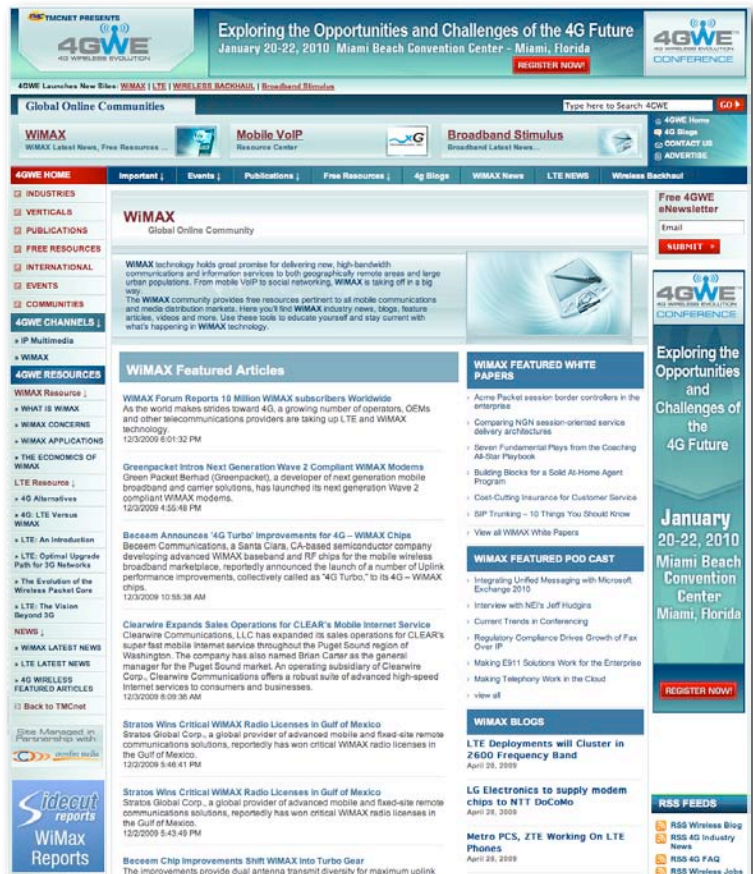 TMCNET PRESENTS
4GWE
4G WIRELESS EVOLUTION
Exploring the Opportunities and Challenges of the 4G Future
January 20-22, 2010 Miami Beach Convention Center - Miami, Florida
REGISTER NOW!
4GWE
4G WIRELESS EVOLUTION
CONFERENCE
4GWE Launches New Sites: WiMAX | LTE | WIRELESS BACKHAUL | Broadband Stimulus
Global Online Communities
Type here to Search 4GWE
GO
WiMAX
WiMAX Latest News, Free Resources ...
Mobile VoIP
Resource Center
xG
Broadband Stimulus
Broadband Latest News...
4GWE Home
4G Blogs
CONTACT US
ADVERTISE
4GWE HOME
Important ↓
Events ↓
Publications ↓
Free Resources ↓
4g Blogs
WiMAX News
LTE NEWS
Wireless Backhaul
INDUSTRIES
VERTICALS
PUBLICATIONS
FREE RESOURCES
INTERNATIONAL
EVENTS
COMMUNITIES
4GWE CHANNELS ↓
» IP Multimedia
» WiMAX
4GWE RESOURCES
WiMAX Resource ↓
» WHAT IS WiMAX
» WiMAX CONCERNS
» WiMAX APPLICATIONS
» THE ECONOMICS OF
WiMAX
LTE Resource ↓
» 4G Alternatives
» 4G: LTE Versus
WiMAX
» LTE: An Introduction
» LTE: Optimal Upgrade
Path for 3G Networks
» The Evolution of the
Wireless Packet Core
» LTE: The Vision
Beyond 3G
NEWS ↓
» WiMAX LATEST NEWS
» LTE LATEST NEWS
» 4G WIRELESS
FEATURED ARTICLES
Back to TMCnet
Site Managed in
Partnership with
Sidecut
reports
WiMax
Reports
WiMAX
Global Online Community
WiMAX technology holds great promise for delivering new, high-bandwidth
communications and information services to both geographically remote areas and large
urban populations. From mobile VoIP to social networking, WiMAX is taking off in a big
way.
The WiMAX community provides free resources pertinent to all mobile communications
and media distribution markets. Here you'll find WiMAX industry news, blogs, feature
articles, videos and more. Use these tools to educate yourself and stay current with
what's happening in WiMAX technology.
WiMAX Featured Articles
WiMAX Forum Reports 10 Million WiMAX subscribers Worldwide
As the world makes strides toward 4G, a growing number of operators, OEMs
and other telecommunications providers are taking up LTE and WiMAX
technology.
12/3/2009 6:01:32 PM
Greenpacket Intros Next Generation Wave 2 Compliant WiMAX Modems
Green Packet Berhad (Greenpacket), a developer of next generation mobile
broadband and carrier solutions, has launched its next generation Wave 2
compliant WiMAX modems.
12/3/2009 4:55:48 PM
Beceem Announces '4G Turbo' Improvements for 4G – WiMAX Chips
Beceem Communications, a Santa Clara, CA-based semiconductor company
developing advanced WiMAX baseband and RF chips for the mobile wireless
broadband marketplace, reportedly announced the launch of a number of Uplink
performance improvements, collectively called as "4G Turbo," to its 4G – WiMAX
chips.
12/3/2009 10:55:38 AM
Clearwire Expands Sales Operations for CLEAR's Mobile Internet Service
Clearwire Communications, LLC has expanded its sales operations for CLEAR's
super fast mobile internet service throughout the Puget Sound region of
Washington. The company has also named Brian Carter as the general
manager for the Puget Sound market. An operating subsidiary of Clearwire
Corp., Clearwire Communications offers a robust suite of advanced high-speed
Internet services to consumers and businesses.
12/3/2009 8:09:36 AM
Stratos Wins Critical WiMAX Radio Licenses in Gulf of Mexico
Stratos Global Corp., a global provider of advanced mobile and fixed-site remote
communications solutions, reportedly has won critical WiMAX radio licenses in
the Gulf of Mexico.
12/2/2009 5:46:41 PM
Stratos Wins Critical WiMAX Radio Licenses in Gulf of Mexico
Stratos Global Corp., a global provider of advanced mobile and fixed-site remote
communications solutions, reportedly has won critical WiMAX radio licenses in
the Gulf of Mexico.
12/2/2009 5:43:49 PM
Beceem Chip Improvements Shift WiMAX into Turbo Gear
The improvements provide dual antenna transmit diversity for maximum uplink
WiMAX FEATURED WHITE
PAPERS
Acme Packet session border controllers in the
enterprise
Comparing NGN session-oriented service
delivery architectures
Seven Fundamental Plays from the Coaching
All-Star Playbook
Building Blocks for a Solid At-Home Agent
Program
Cost-Cutting Insurance for Customer Service
SIP Trunking – 10 Things You Should Know
View all WiMAX White Papers
WiMAX FEATURED POD CAST
Integrating Unified Messaging with Microsoft
Exchange 2010
Interview with NEI's Jeff Hudgins
Current Trends in Conferencing
Regulatory Compliance Drives Growth of Fax
Over IP
Making E911 Solutions Work for the Enterprise
Making Telephony Work in the Cloud
view all
WiMAX BLOGS
LTE Deployments will Cluster in
2600 Frequency Band
April 28, 2009
LG Electronics to supply modem
chips to NTT DoCoMo
April 28, 2009
Metro PCS, ZTE Working On LTE
Phones
April 28, 2009
Free 4GWE
eNewsletter
Email
SUBMIT »
4GWE
4G WIRELESS EVOLUTION
CONFERENCE
Exploring the
Opportunities
and
Challenges of
the
4G Future
January
20-22, 2010
Miami Beach
Convention
Center
Miami, Florida
REGISTER NOW!
RSS FEEDS
RSS Wireless Blog
RSS 4G Industry
News
RSS 4G FAQ
RSS Wireless Jobs